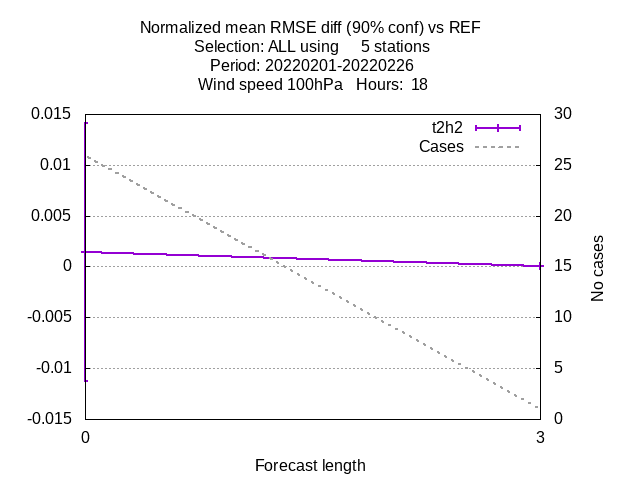 Normalized mean RMSE diff (90% conf) vs REF
Selection: ALL using     5 stations
Period: 20220201-20220226
Wind speed 100hPa   Hours:  18
0.015
0.01
0.005
0
-0.005
-0.01
-0.015
30
25
20
15
10
5
0
t2h2
Cases
No cases
0
3
Forecast length